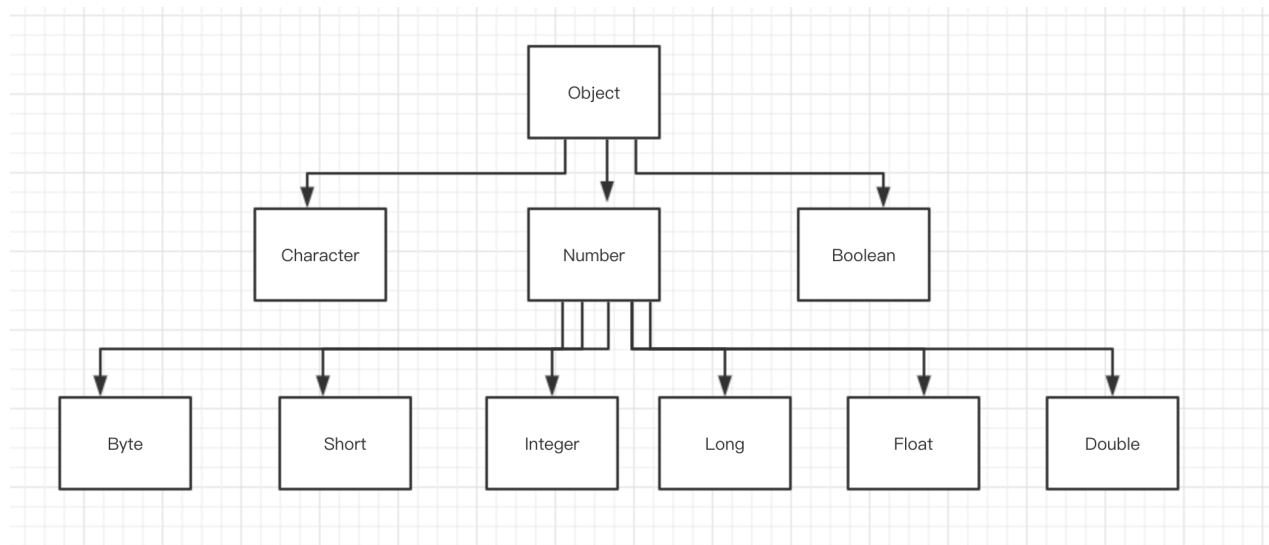 Object
Character
Number
Boolean
Byte
Short
Integer
Long
Float
Double